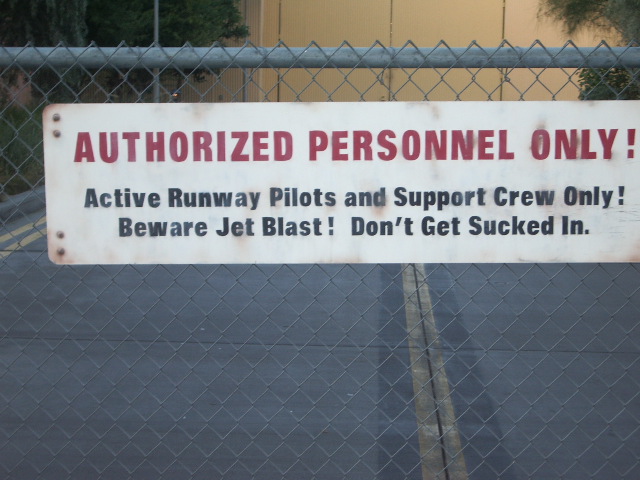 AUTHORIZED PERSONNEL ONLY!
Active Runway Pilots and Support Crew Only!
Beware Jet Blast! Don't Get Sucked In.